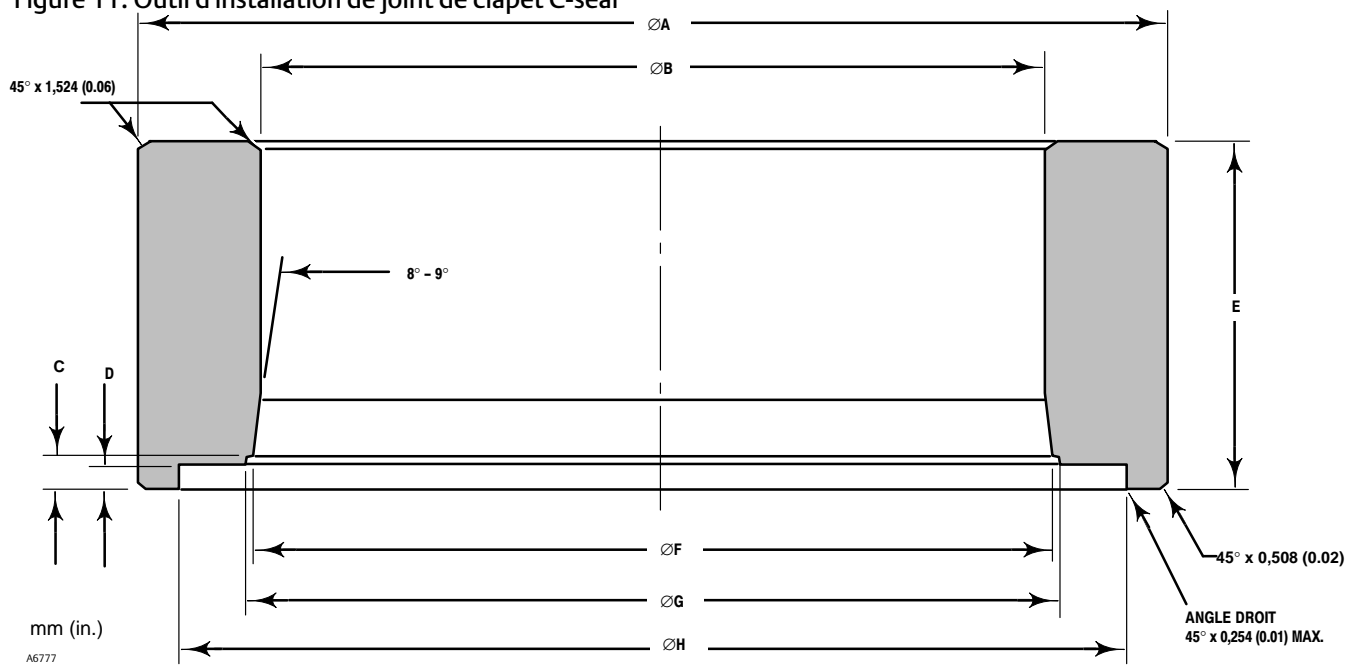 Figure 11. Outil d'installation de joint de clapet C-seal
∅A
∅B
45° x 1,524 (0.06)
8° – 9°
E
C
D
∅F
45° x 0,508 (0.02)
∅G
ANGLE DROIT
45° x 0,254 (0.01) MAX.
mm (in.)
∅H
A6777